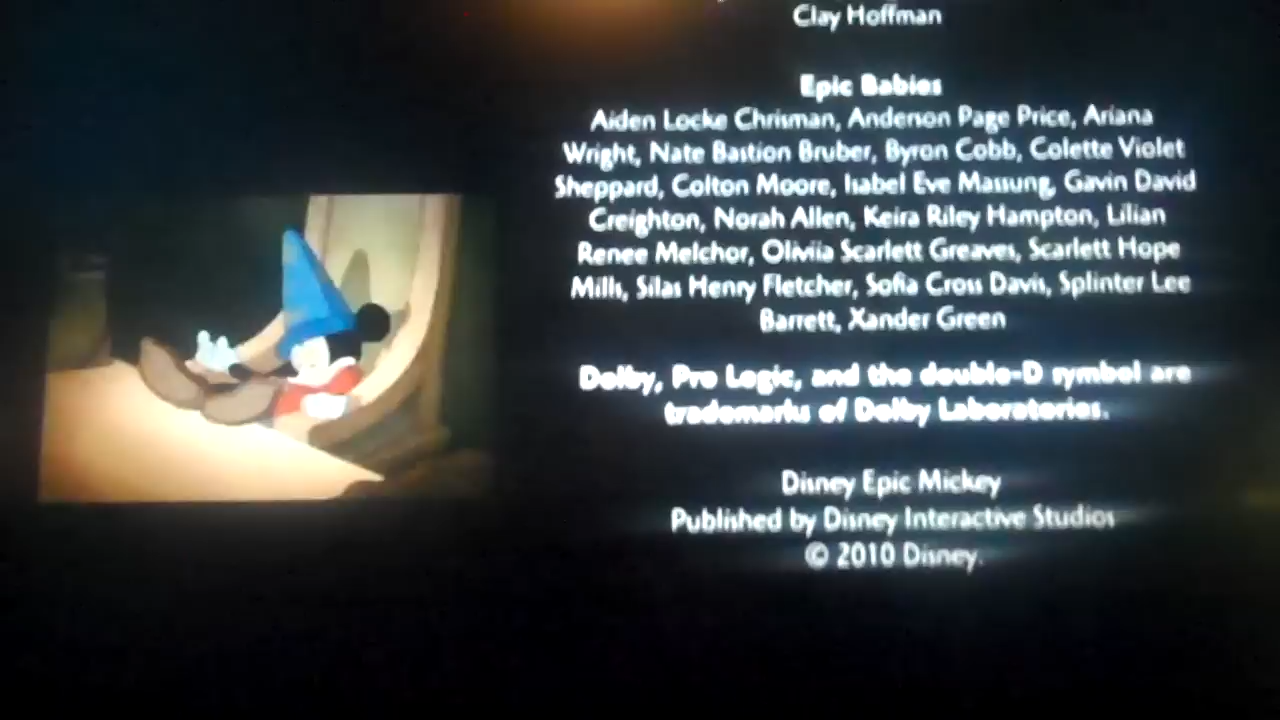 Clay Hoffman
Epic Babies
Aiden Locke Chrisman, Anderson Page Price, Ariana
Wright, Nate Bastion Bruber, Byron Cobb, Colette Violet
Sheppard, Colton Moore, Isabel Eve Massung, Gavin David
Creighton, Norah Allen, Keira Riley Hampton, Lilian
Renee Melchor, Olivia Scarlett Greaves, Scarlett Hope
Mills, Silas Henry Fletcher, Sofia Cross Davis, Splinter Lee
Barrett, Xander Green
Dolby, Pro Logic, and the double-D symbol are
trademarks of Dolby Laboratories.
Disney Epic Mickey
Published by Disney Interactive Studios
© 2010 Disney.